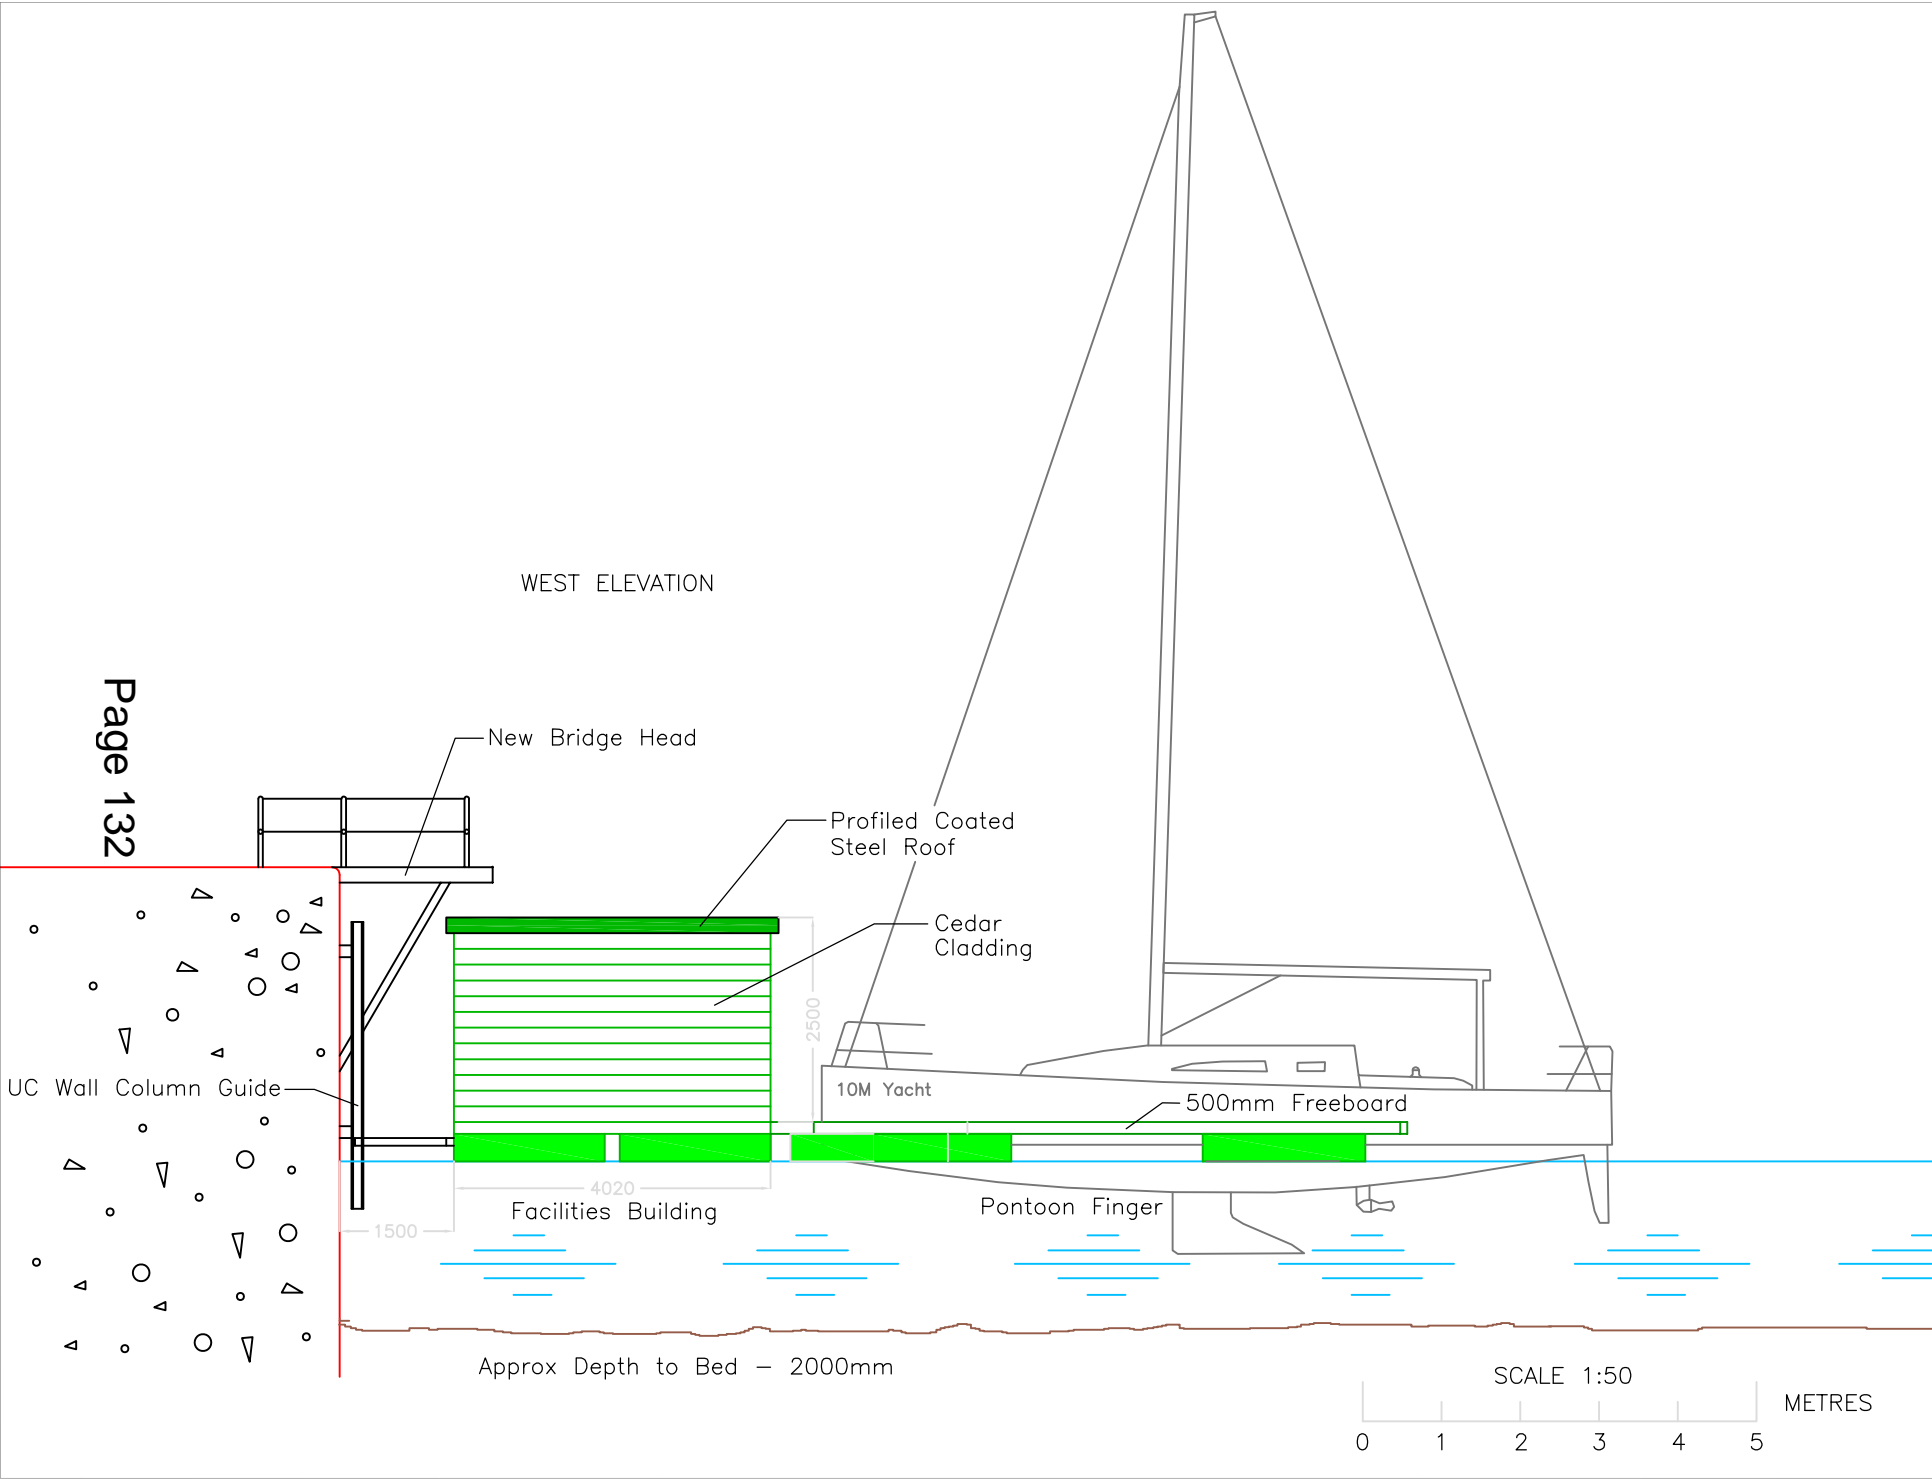 WEST ELEVATION
Page 132
New Bridge Head
Profiled Coated
Steel Roof
Cedar
Cladding
2500
UC Wall Column Guide
10M Yacht
500mm Freeboard
4020
Facilities Building
Pontoon Finger
1500
Approx Depth to Bed – 2000mm
SCALE 1:50
METRES
0 1 2 3 4 5